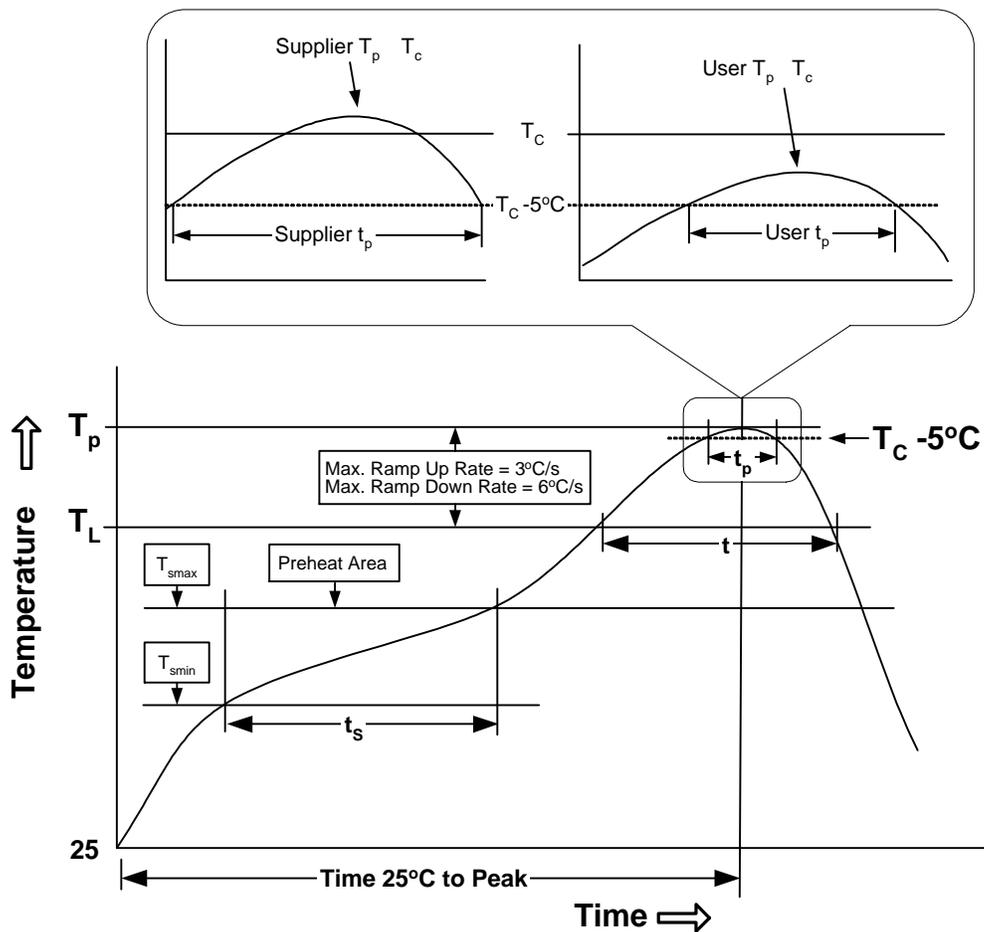 Supplier Tp Tc
User Tp Tc
TC
TC -5ºC
Supplier tp
User tp
Tp
TC -5ºC
tp
Max. Ramp Up Rate = 3ºC/s
Max. Ramp Down Rate = 6ºC/s
TL
t
Tsmax
Preheat Area
Tsmin
tS
Temperature
25
Time 25ºC to Peak
Time